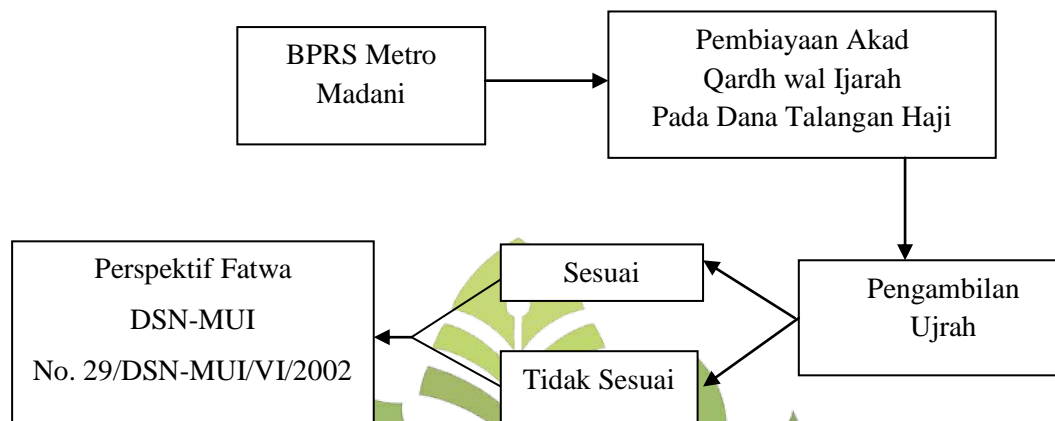 BPRS Metro
Madani
Pembiayaan Akad
Qardh wal Ijarah
Pada Dana Talangan Haji
Pengambilan
Ujrah
Sesuai
Tidak Sesuai
Perspektif Fatwa
DSN-MUI
No. 29/DSN-MUI/VI/2002